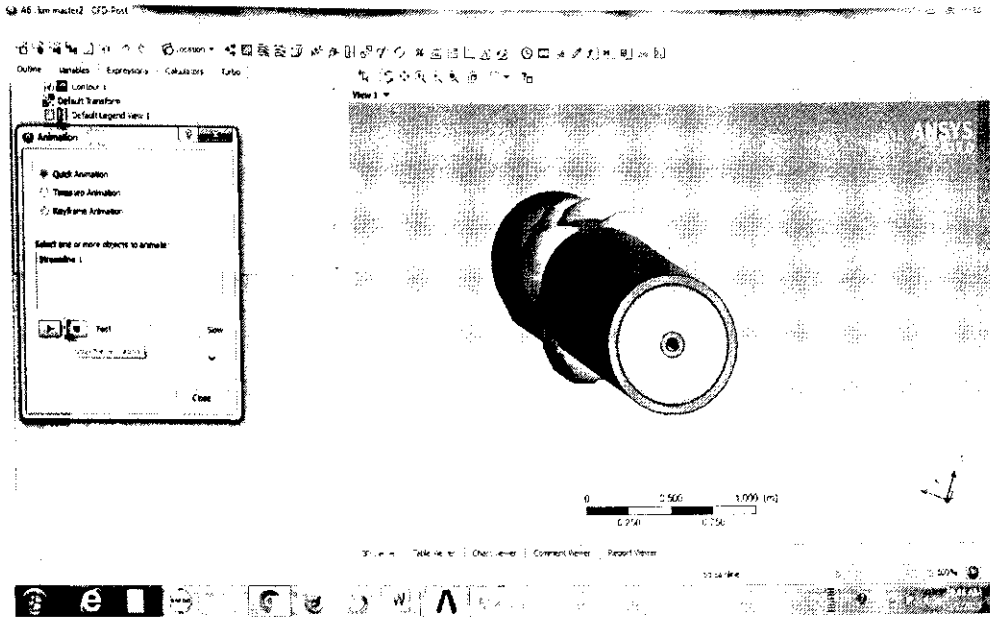 CFD-Post
Outline Variables Expressions Calculators Turbo
Contour 1
Default Transform
Default Legend View 1
View 1
Animation
ANSYS
Quick Animation
Timestep Animation
Keyframe Animation
Select one or more objects to animate:
Streamline 1
Fast Slow
Close
0 0.500 1.000 (m)
0.250 0.750
Table Viewer Chart Viewer Comment Viewer Report Viewer